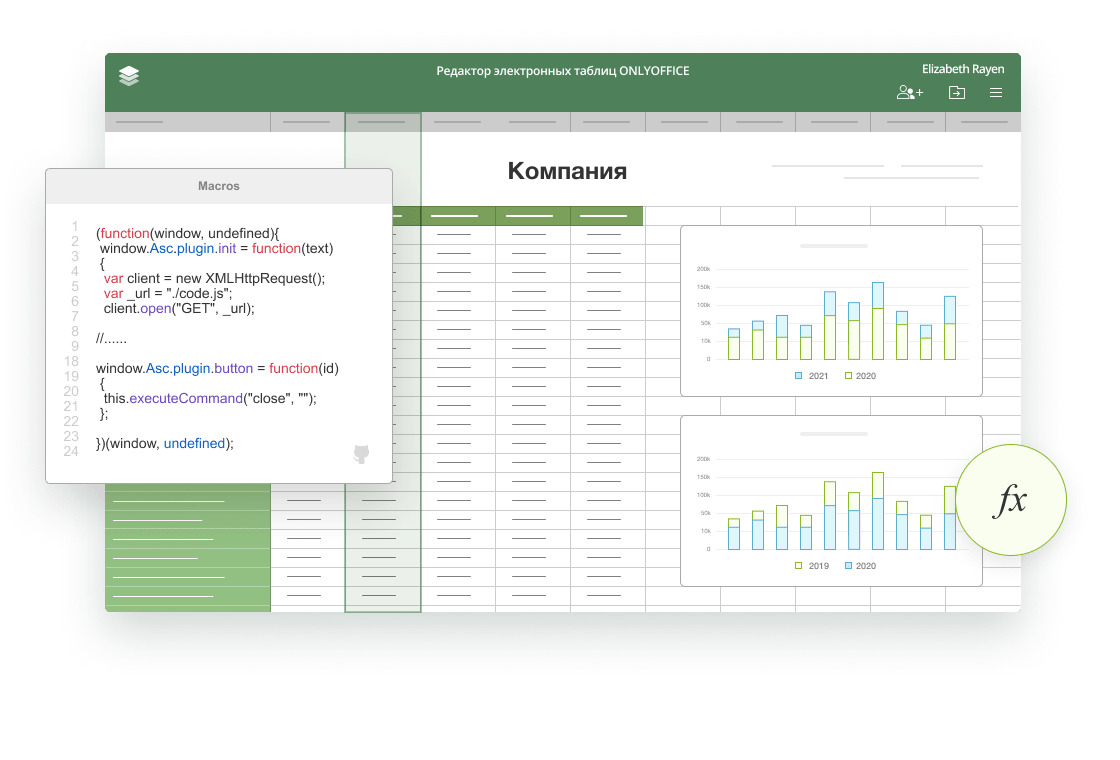 Редактор электронных таблиц ONLYOFFICE
Elizabeth Rayen
Компания
Macros
1
2
3
4
5
6
7
8
9
18
19
20
21
22
23
24
(function(window, undefined){
window.Asc.plugin.init = function(text)
{
var client = new XMLHttpRequest();
var _url = "./code.js";
client.open("GET", _url);
//......
window.Asc.plugin.button = function(id)
{
this.executeCommand("close", "");
};
})(window, undefined);
200k
150k
100k
50k
10k
0
2021 2020
200k
150k
100k
50k
10k
0
2019 2020
fx